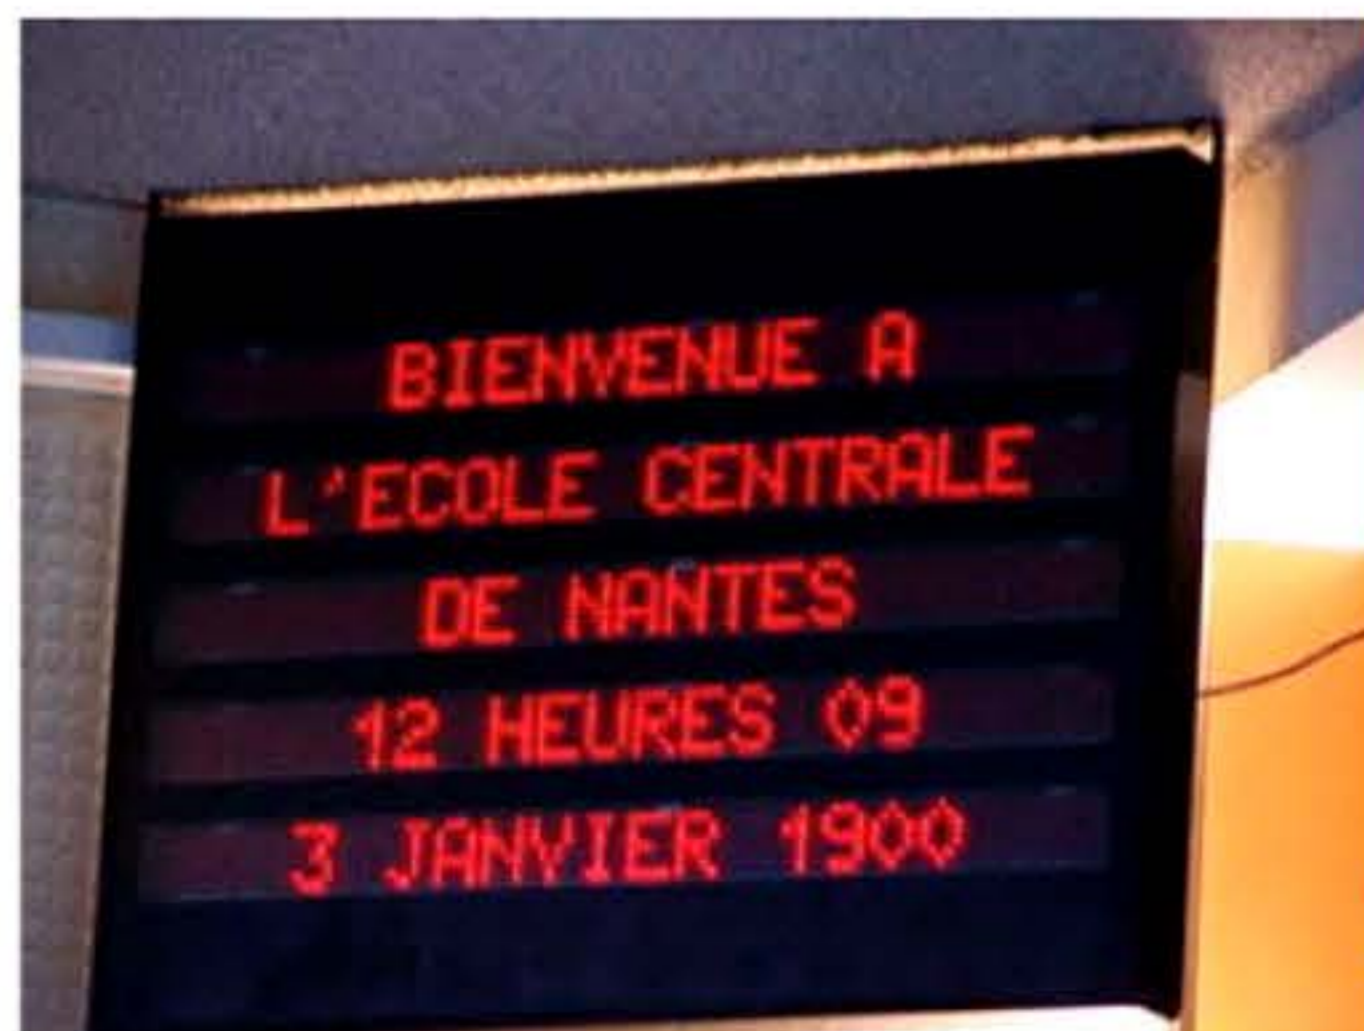 BIENVENUE A
L'ECOLE CENTRALE
DE NANTES
12 HEURES 09
3 JANVIER 1900